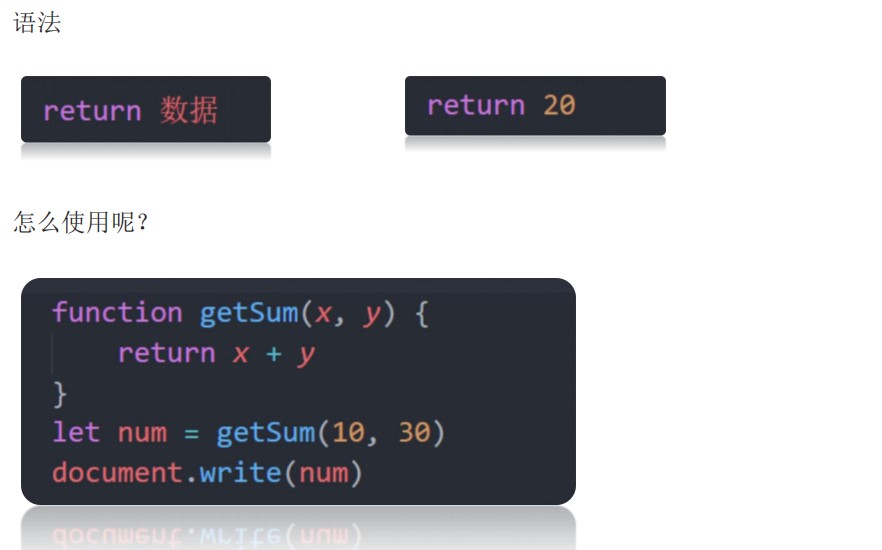 语法
return 数据
return 20
怎么使用呢？
function getSum(x, y) {
    return x + y
}
let num = getSum(10, 30)
document.write(num)